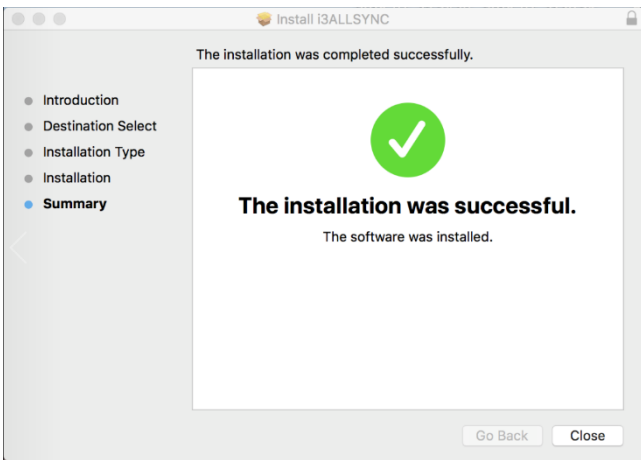 Install i3ALLSYNC
The installation was completed successfully.
Introduction
Destination Select
Installation Type
Installation
Summary
The installation was successful.
The software was installed.
Go Back
Close